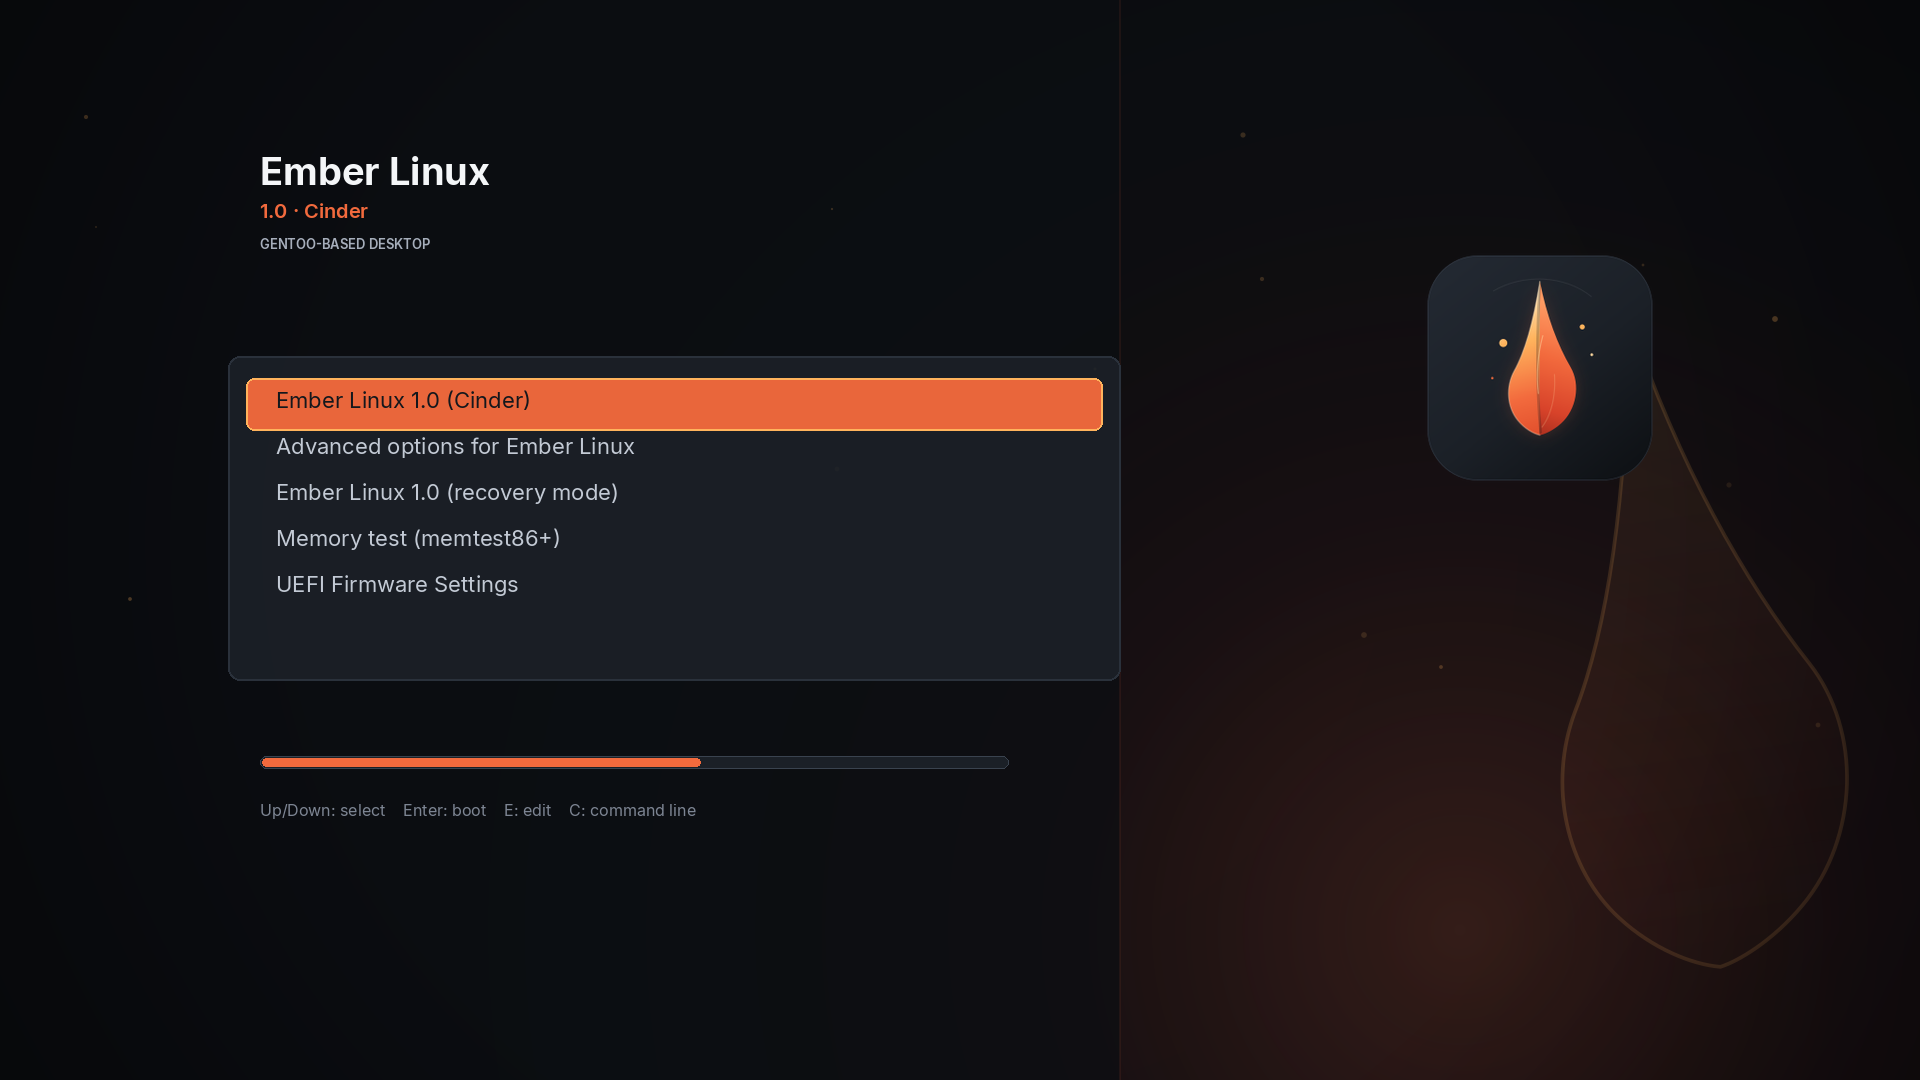 Ember Linux
1.0 · Cinder
GENTOO-BASED DESKTOP
Ember Linux 1.0 (Cinder)
Advanced options for Ember Linux
Ember Linux 1.0 (recovery mode)
Memory test (memtest86+)
UEFI Firmware Settings
Up/Down: select Enter: boot E: edit C: command line